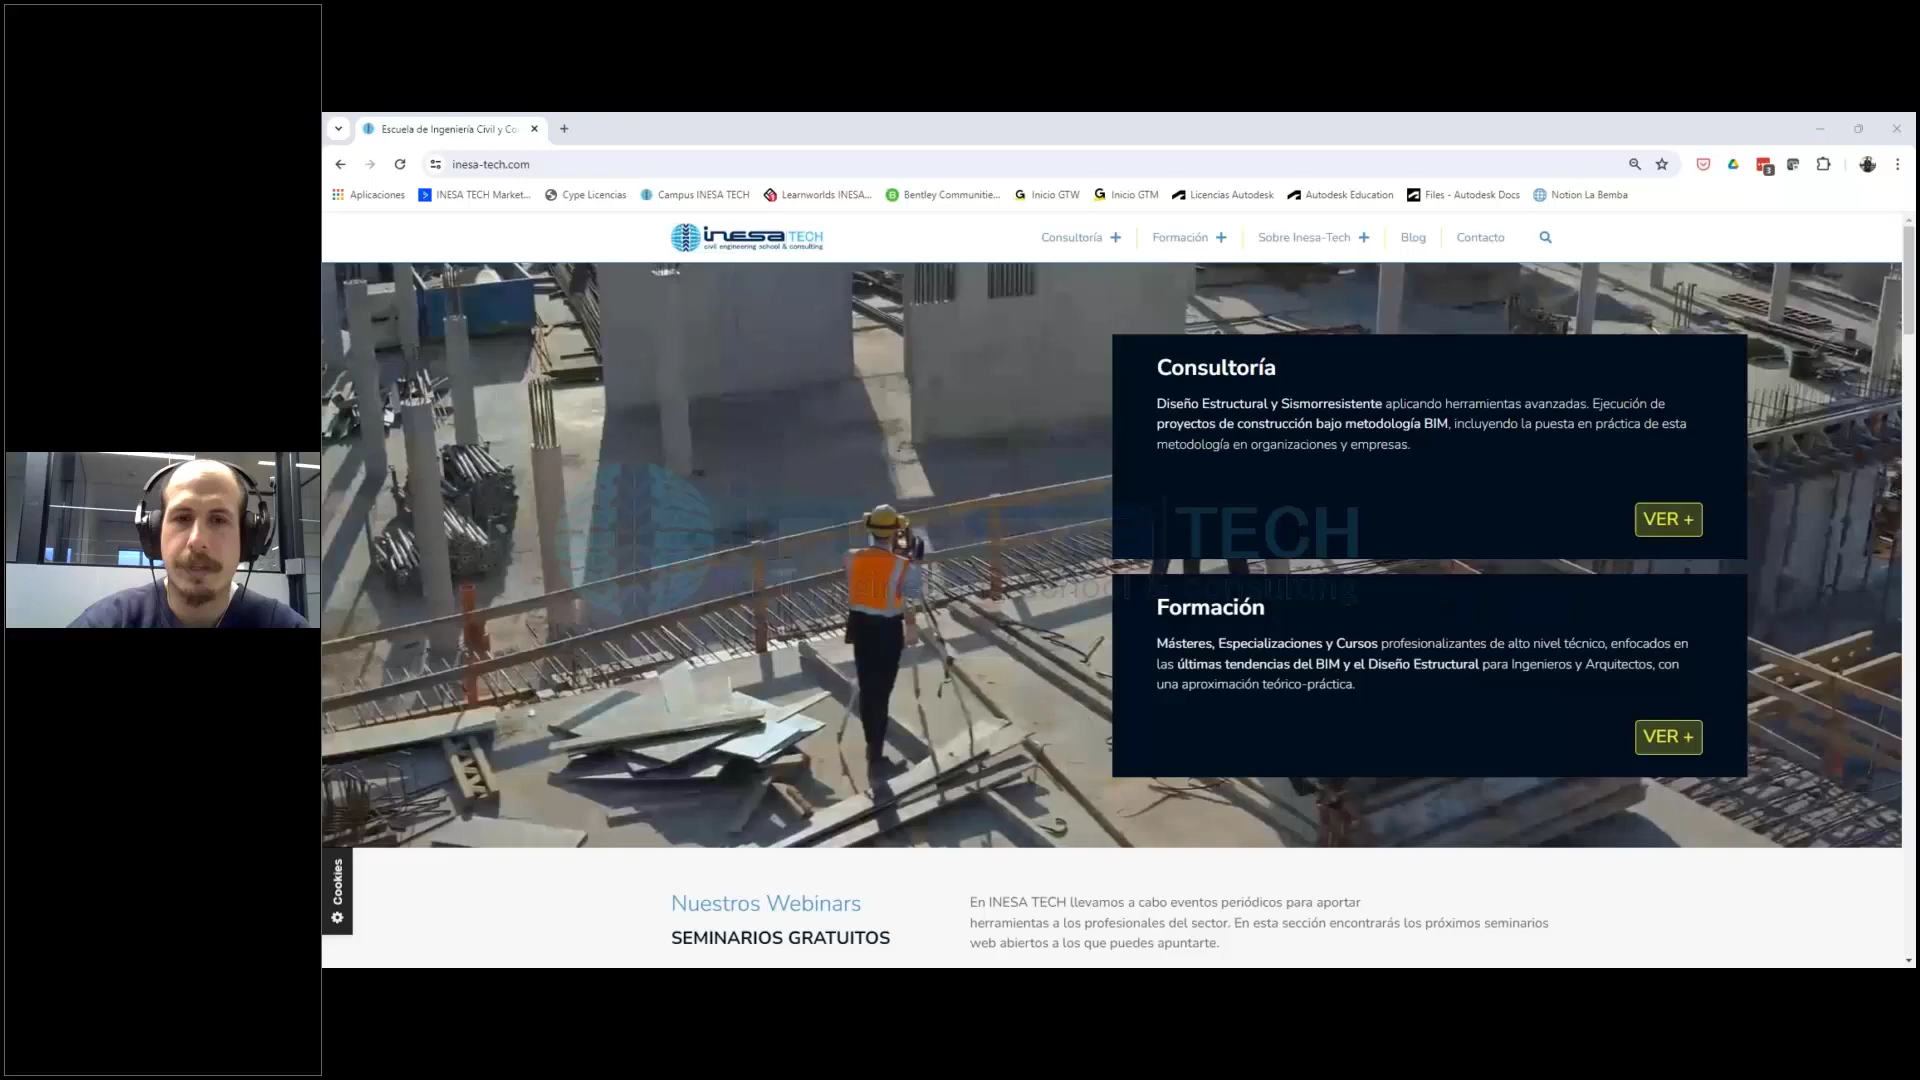 Escuela de Ingeniería Civil y Co
inesa-tech.com
3
Aplicaciones
INESA TECH Market...
Cype Licencias
Campus INESA TECH
Learnworlds INESA...
Bentley Communitie...
Inicio GTW
Inicio GTM
Licencias Autodesk
Autodesk Education
Files - Autodesk Docs
Notion La Bemba
inesa TECH
civil engineering school & consulting
Consultoría +
Formación +
Sobre Inesa-Tech +
Blog
Contacto
Consultoría
Diseño Estructural y Sismorresistente aplicando herramientas avanzadas. Ejecución de
proyectos de construcción bajo metodología BIM, incluyendo la puesta en práctica de esta
metodología en organizaciones y empresas.
VER +
TECH
school & consulting
Formación
Másteres, Especializaciones y Cursos profesionalizantes de alto nivel técnico, enfocados en
las últimas tendencias del BIM y el Diseño Estructural para Ingenieros y Arquitectos, con
una aproximación teórico-práctica.
VER +
Cookies
Nuestros Webinars
SEMINARIOS GRATUITOS
En INESA TECH llevamos a cabo eventos periódicos para aportar
herramientas a los profesionales del sector. En esta sección encontrarás los próximos seminarios
web abiertos a los que puedes apuntarte.